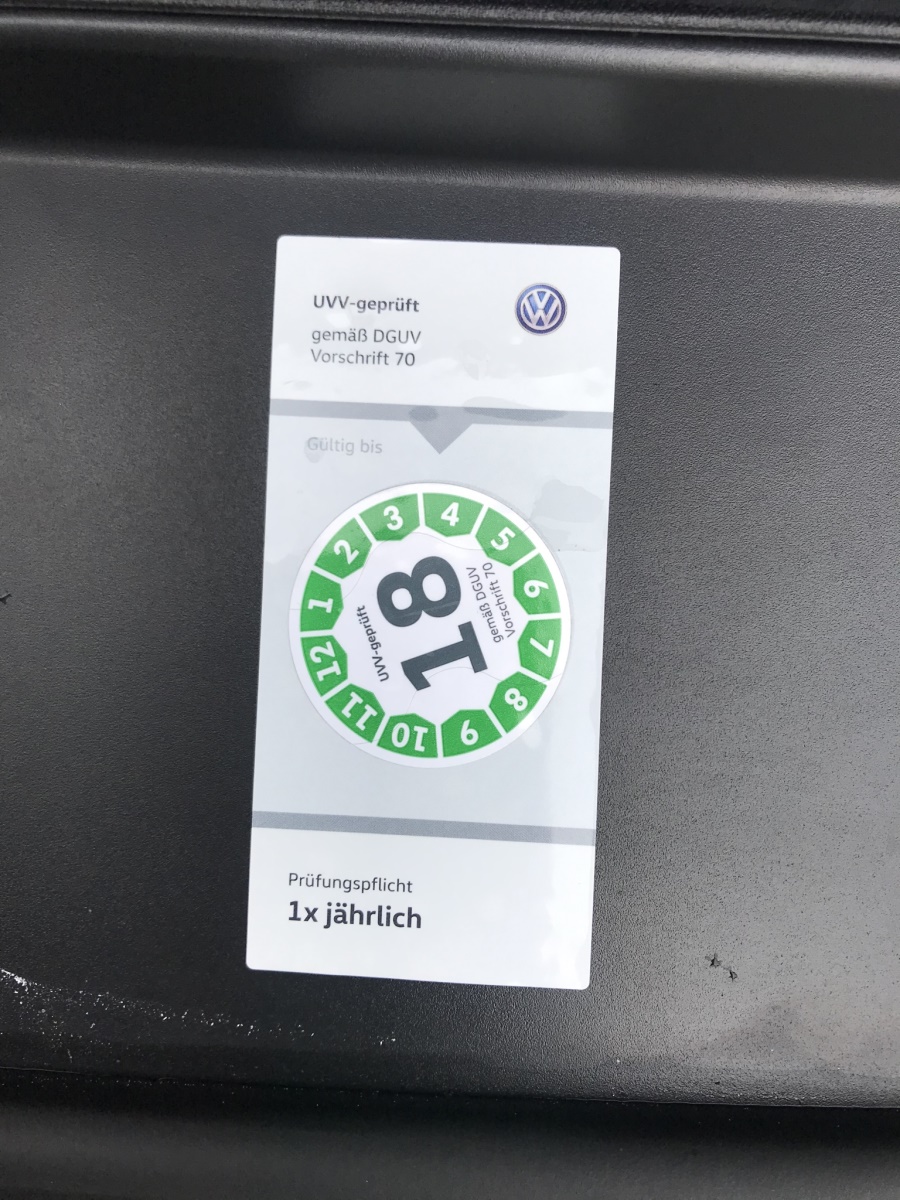 UVV-geprüft
gemäß DGUV
Vorschrift 70
VW
Gültig bis
1
2
3
4
5
6
7
8
9
10
11
12
UVV-geprüft
18
gemäß DGUV
Vorschrift 70
Prüfungspflicht
1x jährlich